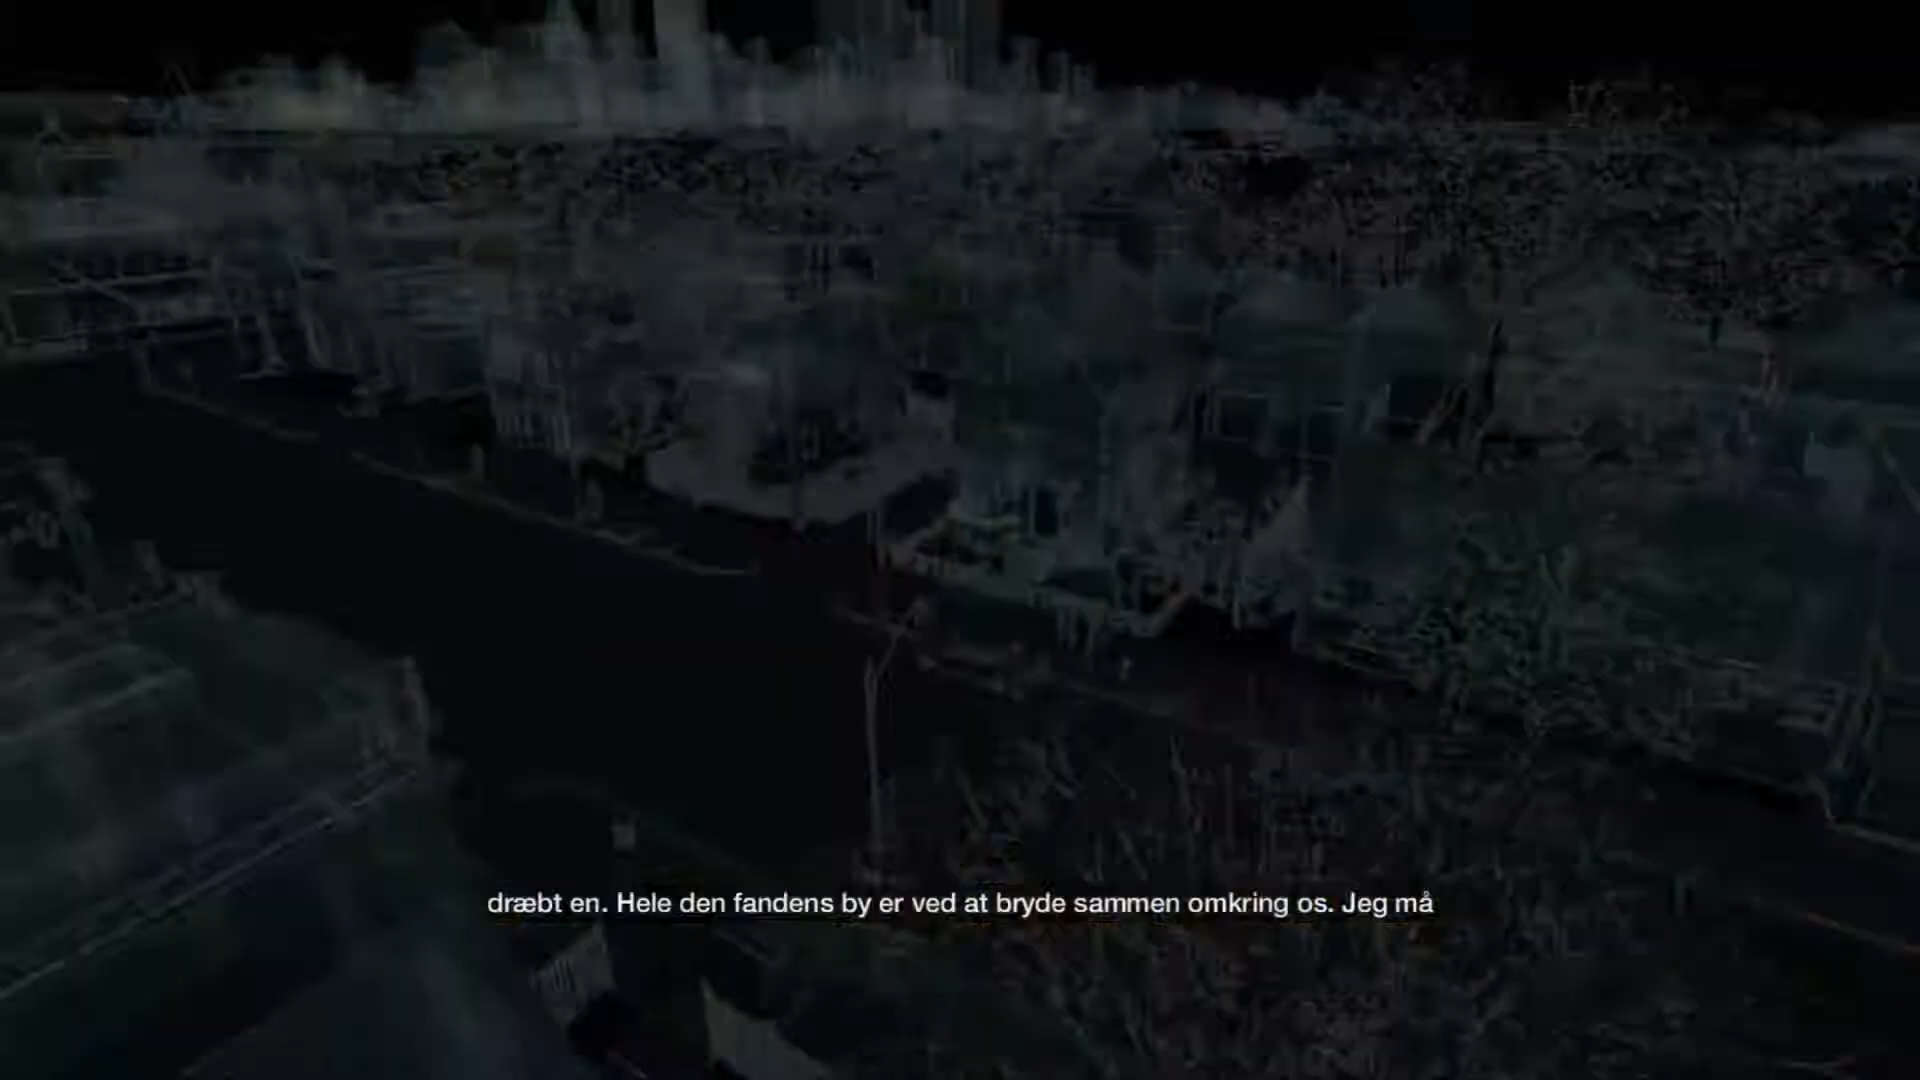 dræbt en. Hele den fandens by er ved at bryde sammen omkring os. Jeg må